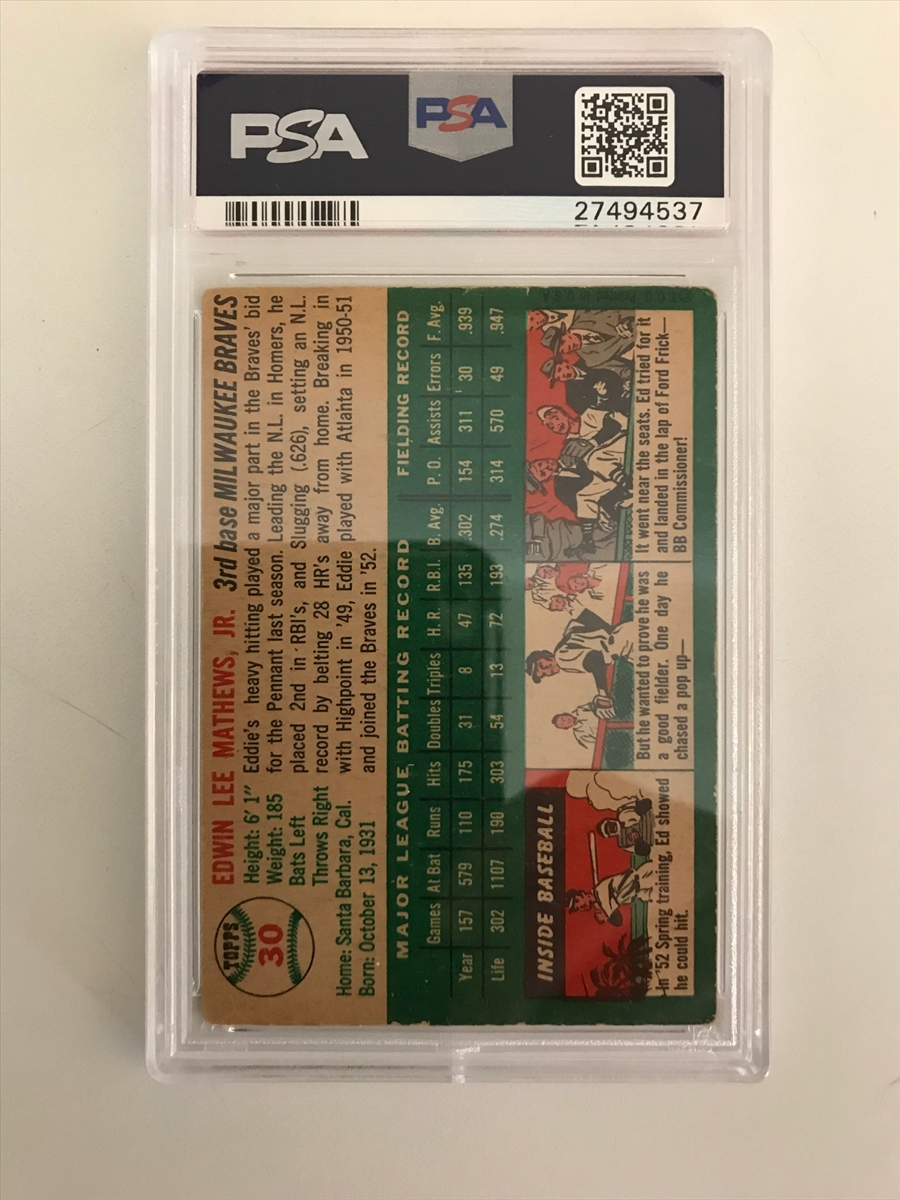 PSA
PSA
27494537
TOPPS
30
EDWIN LEE MATHEWS, JR. 3rd base MILWAUKEE BRAVES
Height: 6' 1"
Weight: 185
Bats Left
Throws Right
Home: Santa Barbara, Cal.
Born: October 13, 1931
Eddie's heavy hitting played a major part in the Braves' bid
for the Pennant last season. Leading the N.L. in Homers, he
placed 2nd in RBI's, and Slugging (.626), setting an N.L.
record by belting 28 HR's away from home. Breaking in
with Highpoint in '49, Eddie played with Atlanta in 1950-51
and joined the Braves in '52.
MAJOR LEAGUE BATTING RECORD FIELDING RECORD
Games At Bat Runs Hits Doubles Triples H. R. R.B.I. B. Avg. P. O. Assists Errors F. Avg.
Year 157 579 110 175 31 8 47 135 .302 154 311 30 .939
Life 302 1107 190 303 54 13 72 193 .274 314 570 49 .947
INSIDE BASEBALL
In '52 Spring training, Ed showed
he could hit.
But he wanted to prove he was
a good fielder. One day he
chased a pop up—
It went near the seats. Ed tried for it
and landed in the lap of Ford Frick—
BB Commissioner!
©T.C.G. Printed in U.S.A.